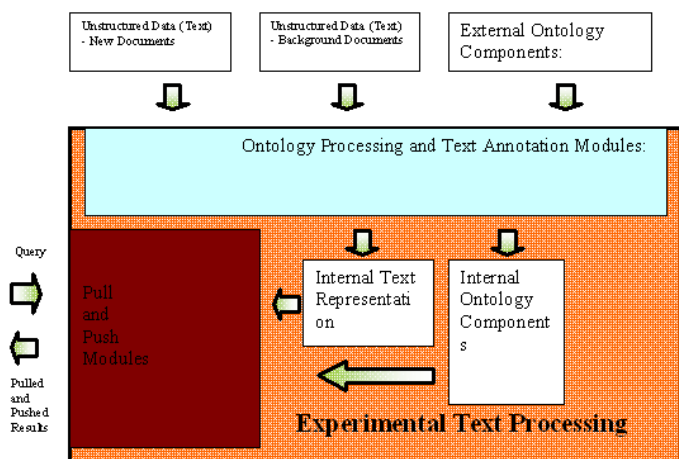 Unstructured Data (Text)
- New Documents
Unstructured Data (Text)
- Background Documents
External Ontology
Components:
Ontology Processing and Text Annotation Modules:
Query
Pull
and
Push
Modules
Internal Text
Representati
on
Internal
Ontology
Component
s
Pulled
and
Pushed
Results
Experimental Text Processing